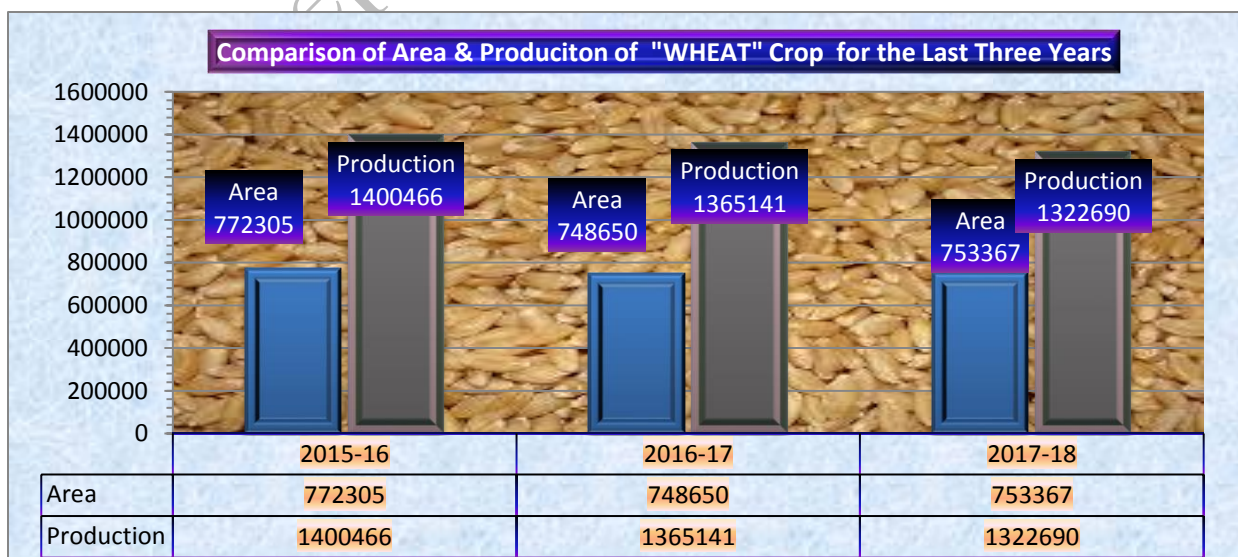 Comparison of Area & Produciton of "WHEAT" Crop for the Last Three Years
1600000
1400000
1200000
1000000
800000
600000
400000
200000
0
Area
772305
Production
1400466
Area
748650
Production
1365141
Area
753367
Production
1322690
2015-16 2016-17 2017-18
Area 772305 748650 753367
Production 1400466 1365141 1322690